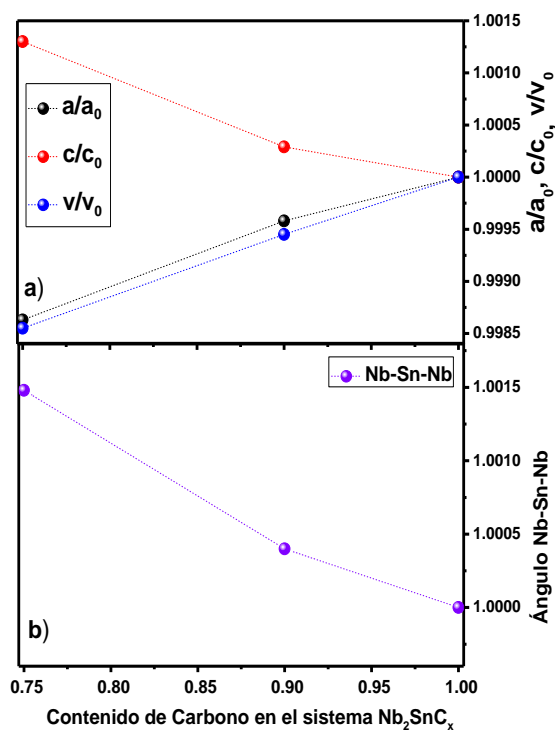 1.0015
1.0010
1.0005
1.0000
0.9995
0.9990
0.9985
a/a₀, c/c₀, v/v₀
a/a₀
c/c₀
v/v₀
a)
Nb-Sn-Nb
1.0015
1.0010
1.0005
1.0000
Ángulo Nb-Sn-Nb
b)
0.75 0.80 0.85 0.90 0.95 1.00
Contenido de Carbono en el sistema Nb₂SnCₓ